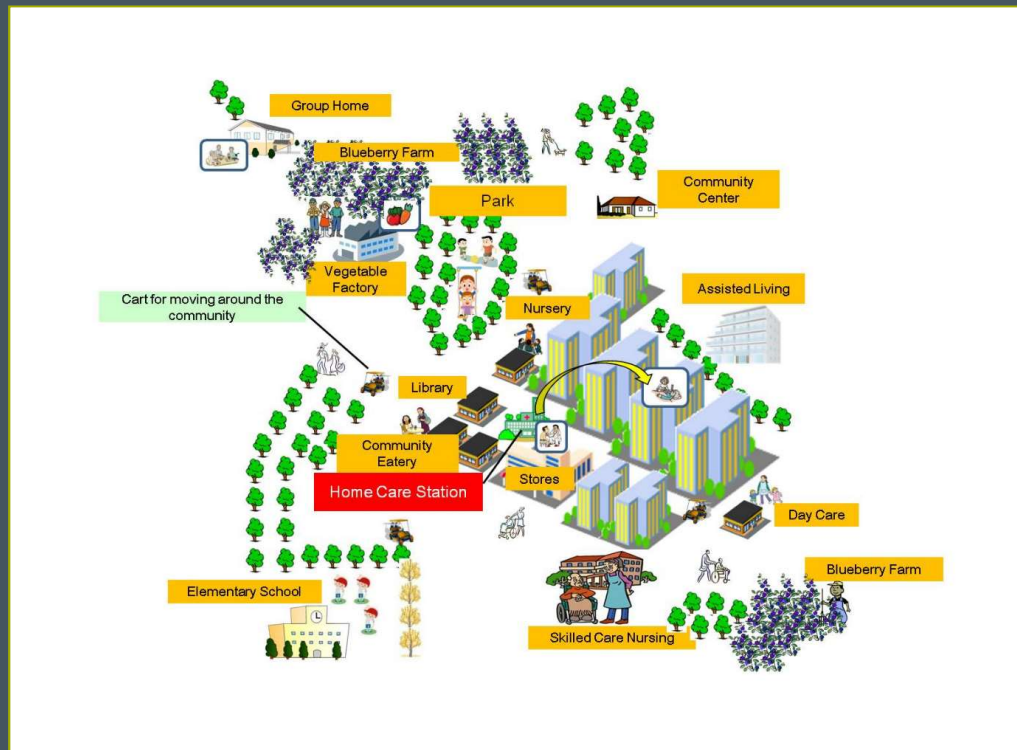 Group Home
Blueberry Farm
Park
Community
Center
Vegetable
Factory
Cart for moving around the
community
Nursery
Assisted Living
Library
Community
Eatery
Home Care Station
Stores
Day Care
Elementary School
Blueberry Farm
Skilled Care Nursing